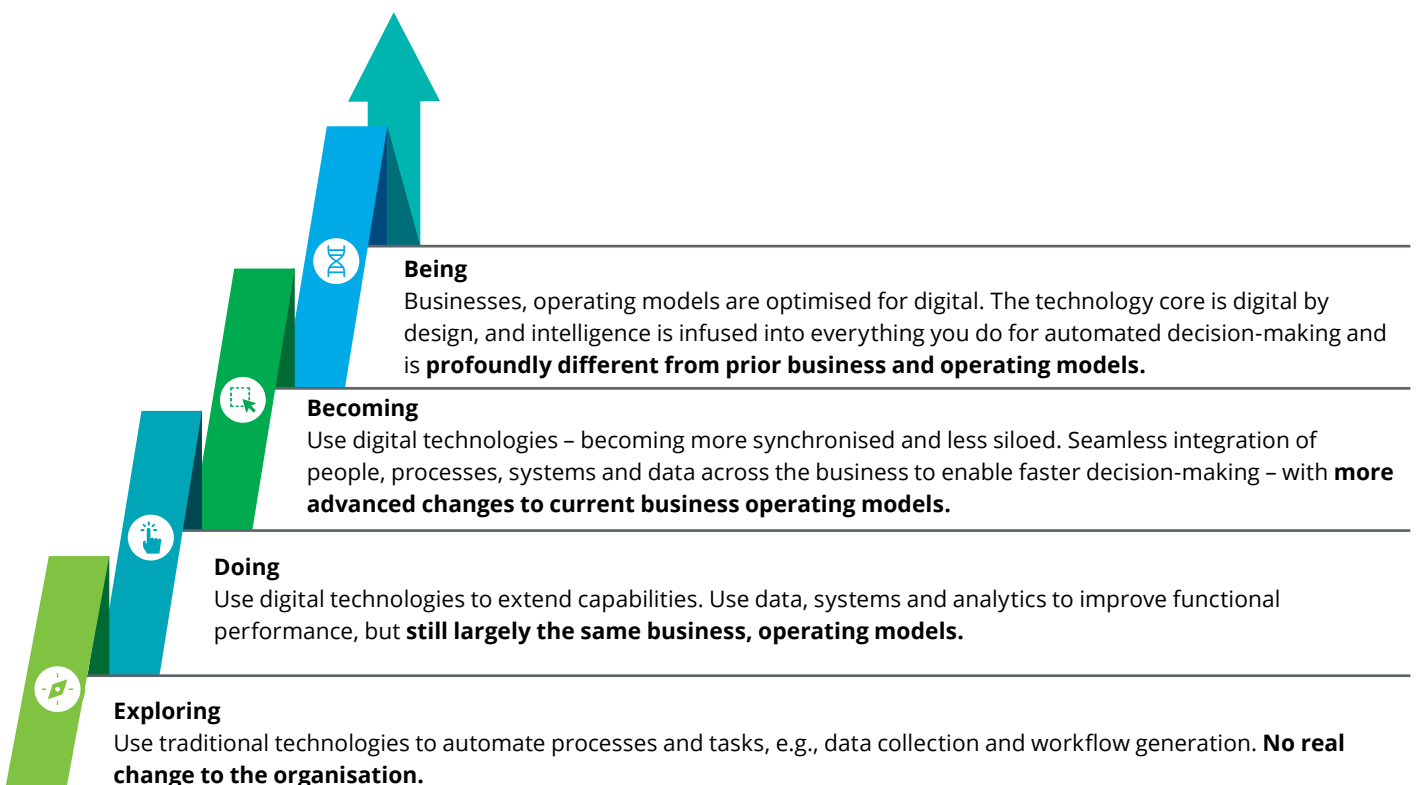 Being
Businesses, operating models are optimised for digital. The technology core is digital by
design, and intelligence is infused into everything you do for automated decision-making and
is profoundly different from prior business and operating models.
Becoming
Use digital technologies – becoming more synchronised and less siloed. Seamless integration of
people, processes, systems and data across the business to enable faster decision-making – with more
advanced changes to current business operating models.
Doing
Use digital technologies to extend capabilities. Use data, systems and analytics to improve functional
performance, but still largely the same business, operating models.
Exploring
Use traditional technologies to automate processes and tasks, e.g., data collection and workflow generation. No real
change to the organisation.